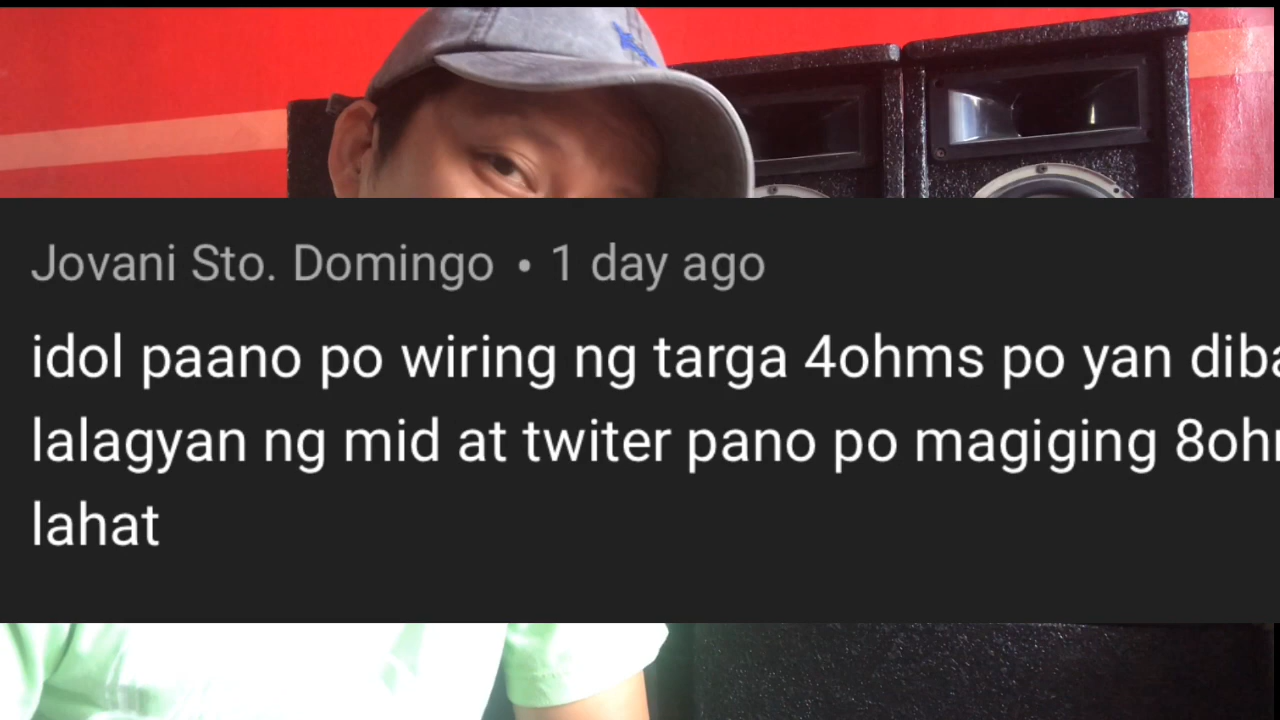 Jovani Sto. Domingo • 1 day ago
idol paano po wiring ng targa 4ohms po yan diba
lalagyan ng mid at twiter pano po magiging 8oh
lahat